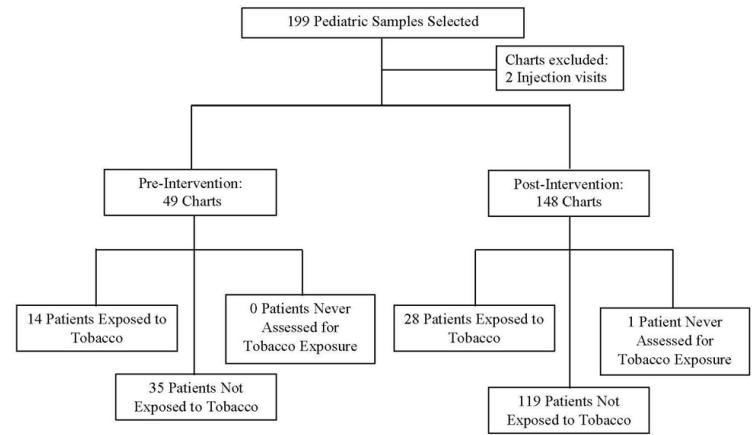 199 Pediatric Samples Selected
Charts excluded:
2 Injection visits
Pre-Intervention:
49 Charts
Post-Intervention:
148 Charts
14 Patients Exposed to
Tobacco
0 Patients Never
Assessed for
Tobacco Exposure
35 Patients Not
Exposed to Tobacco
28 Patients Exposed to
Tobacco
1 Patient Never
Assessed for
Tobacco Exposure
119 Patients Not
Exposed to Tobacco